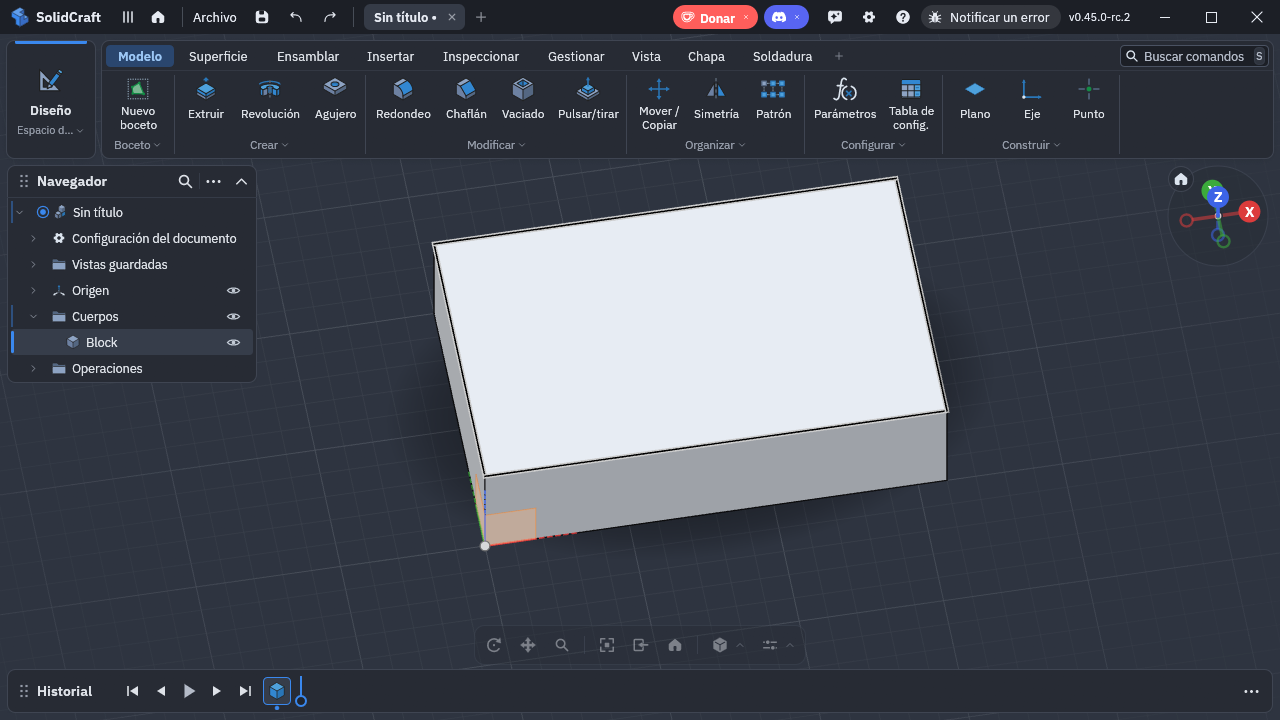 SolidCraft
Archivo
Sin título •
Donar
Notificar un error
v0.45.0-rc.2
Diseño
Espacio d...
Modelo
Superficie
Ensamblar
Insertar
Inspeccionar
Gestionar
Vista
Chapa
Soldadura
Buscar comandos
S
Nuevo boceto
Extruir
Revolución
Agujero
Redondeo
Chaflán
Vaciado
Pulsar/tirar
Mover / Copiar
Simetría
Patrón
Parámetros
Tabla de config.
Plano
Eje
Punto
Boceto
Crear
Modificar
Organizar
Configurar
Construir
Navegador
Sin título
Configuración del documento
Vistas guardadas
Origen
Cuerpos
Block
Operaciones
Z
X
Historial